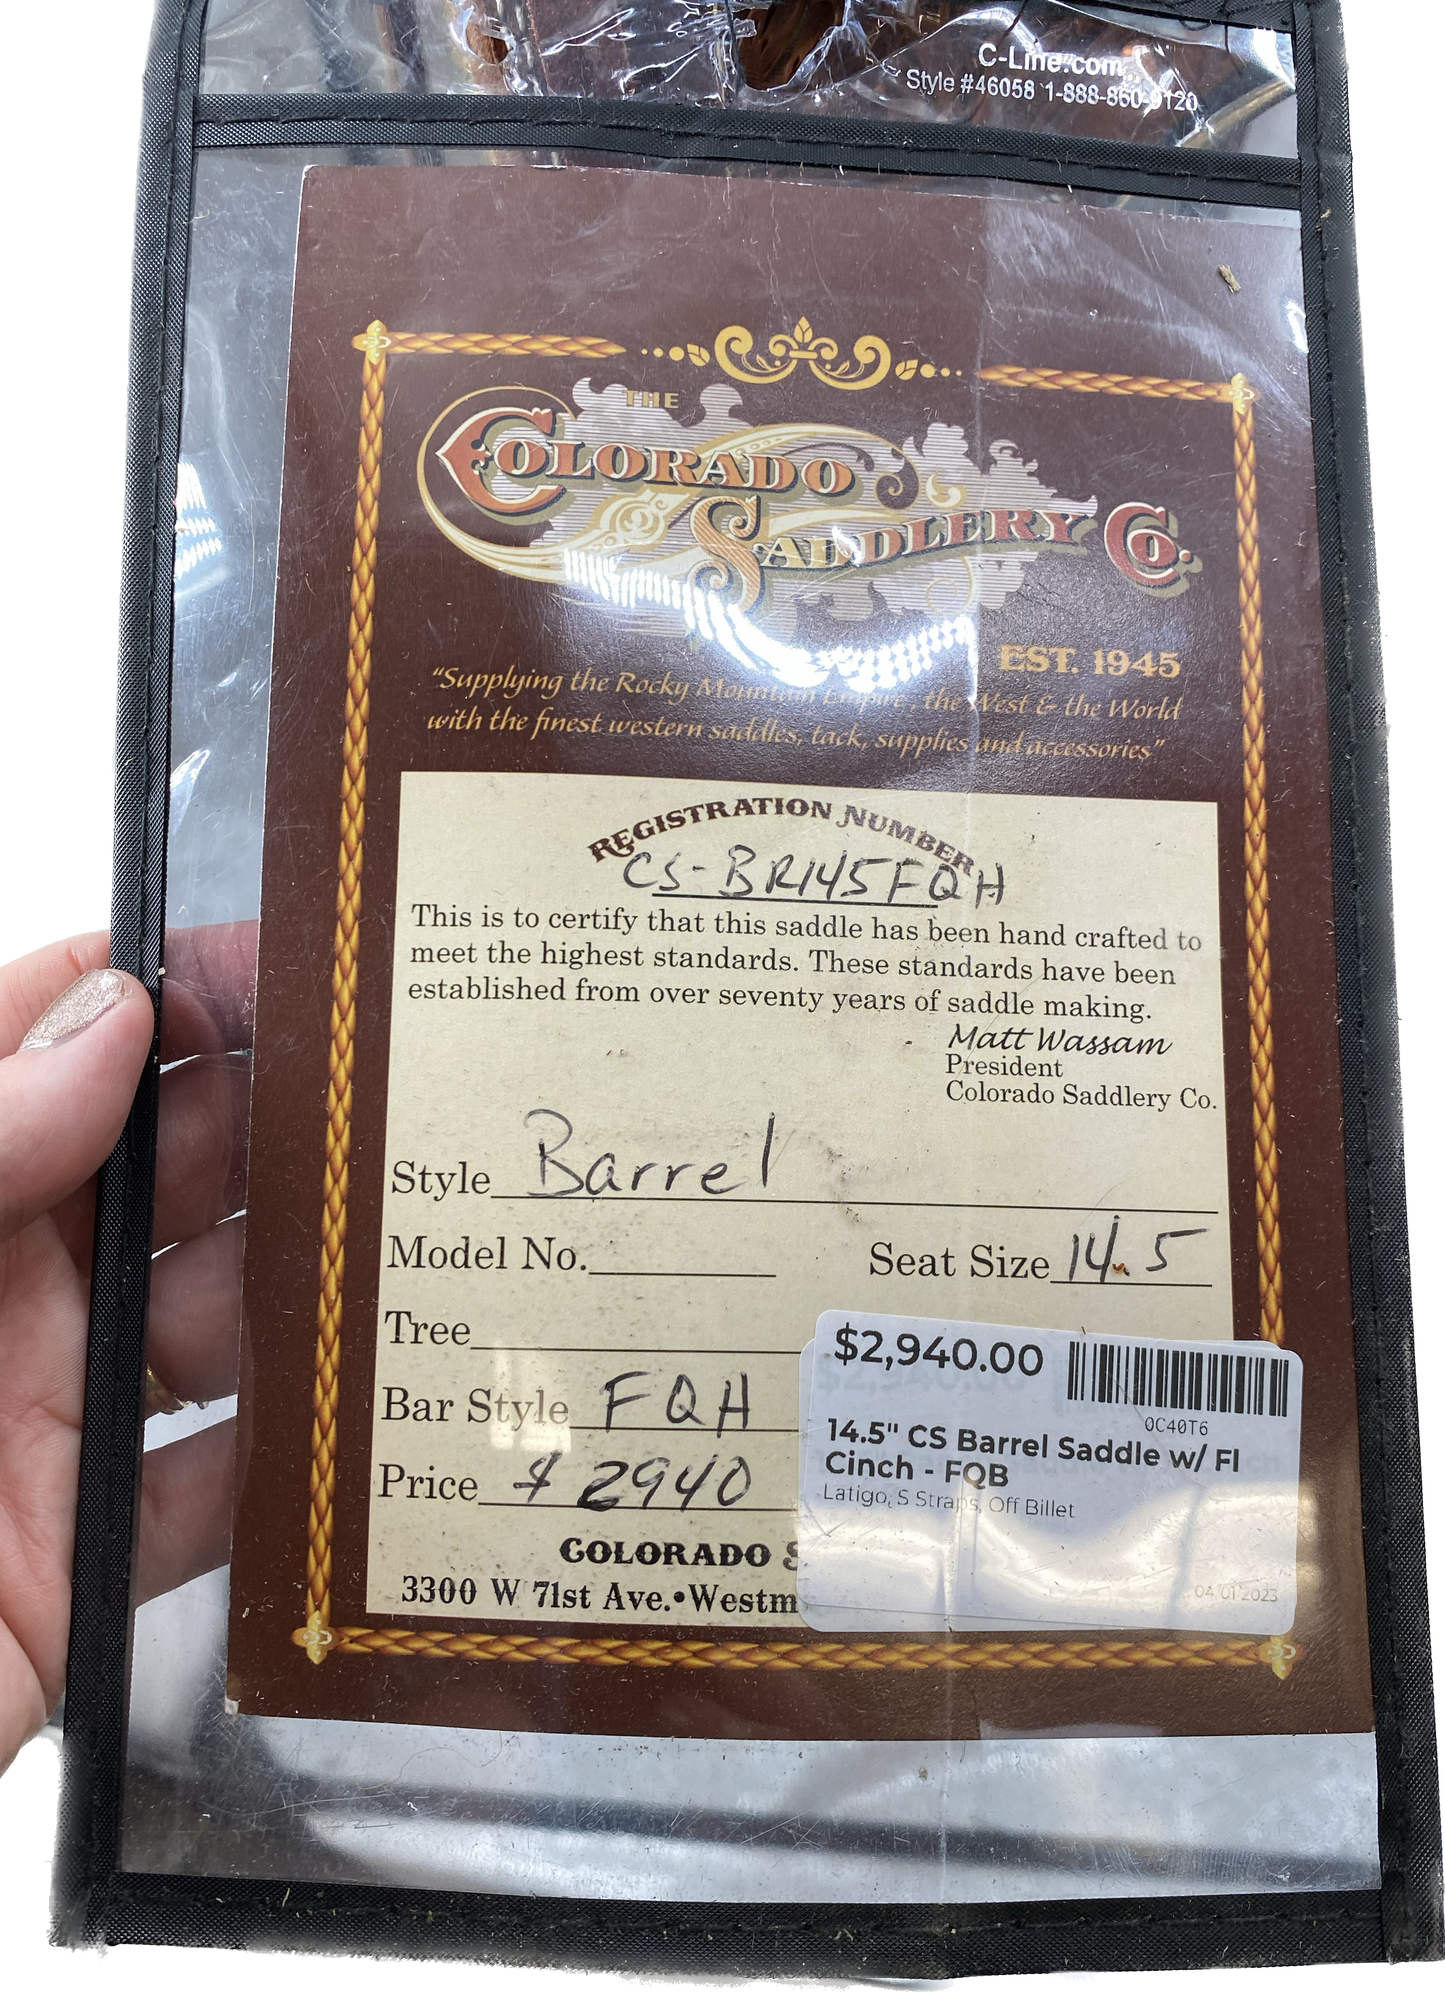 C-Line.com
Style #46058 1-888-860-9120
THE
COLORADO
SADDLERY CO.
EST. 1945
"Supplying the Rocky Mountain Empire, the West & the World
with the finest western saddles, tack, supplies and accessories"
REGISTRATION NUMBER
CS-BR145FQH
This is to certify that this saddle has been hand crafted to
meet the highest standards. These standards have been
established from over seventy years of saddle making.
Matt Wassam
President
Colorado Saddlery Co.
Style Barrel
Model No. Seat Size 14.5
Tree
Bar Style FQH
Price $2940
$2,940.00
0C40T6
14.5" CS Barrel Saddle w/ Fl
Cinch - FQB
Latigo, S Straps, Off Billet
04/01/2023
COLORADO S
3300 W 71st Ave.•Westm